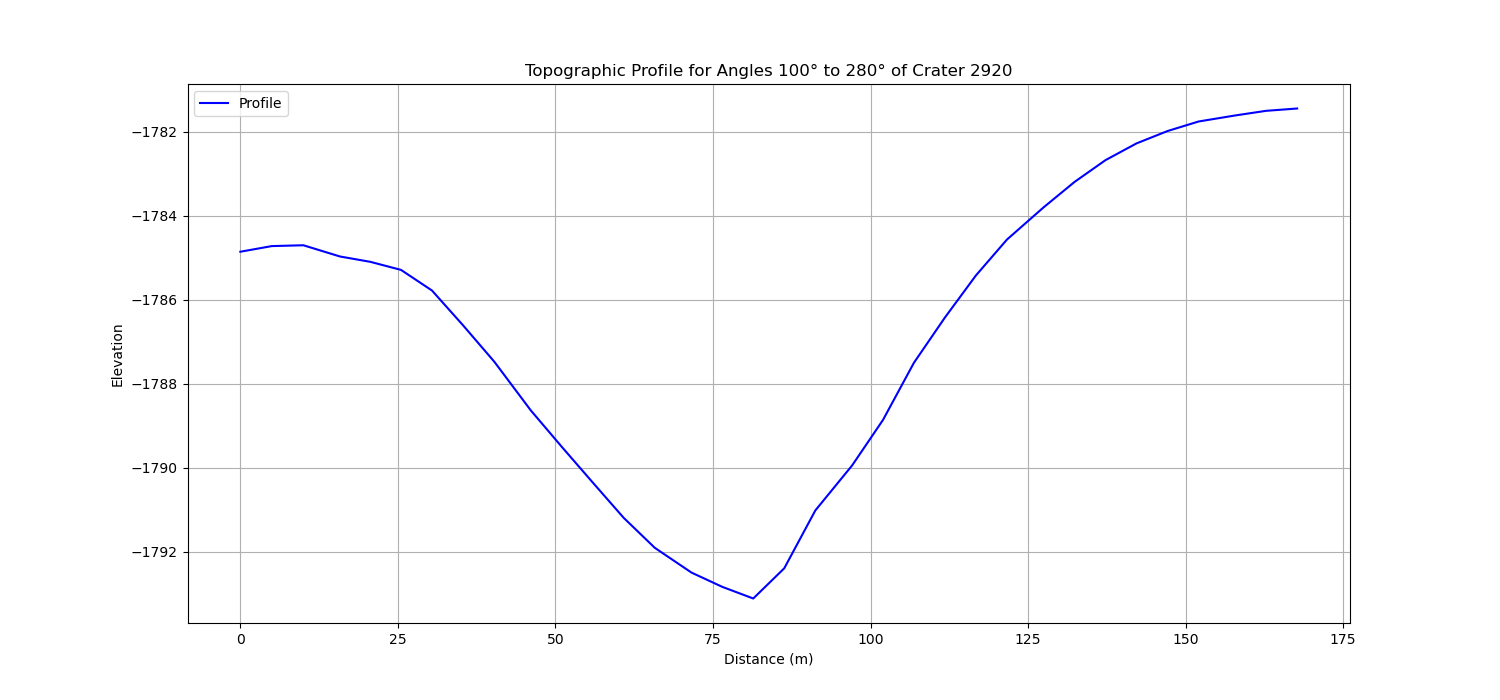 Topographic Profile for Angles 100° to 280° of Crater 2920
Profile
−1782
−1784
−1786
−1788
−1790
−1792
Elevation
0 25 50 75 100 125 150 175
Distance (m)